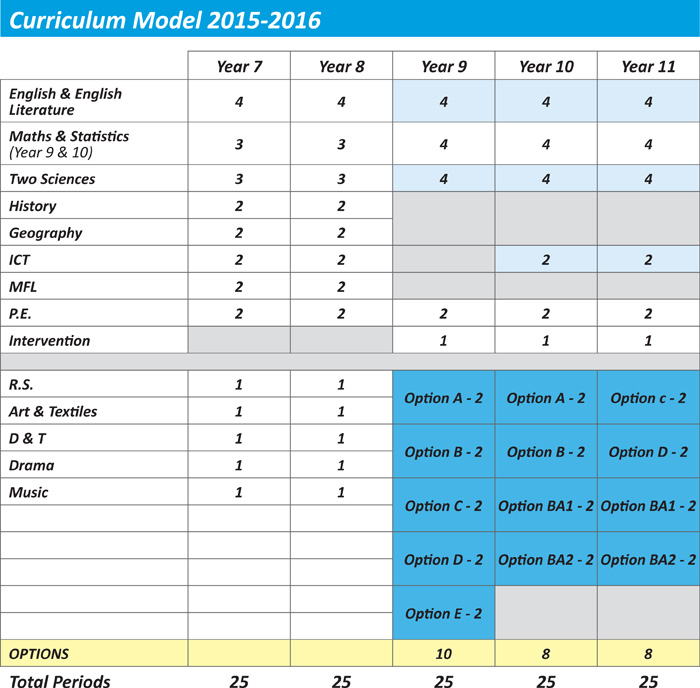 Curriculum Model 2015-2016
Year 7 Year 8 Year 9 Year 10 Year 11
English & English
Literature 4 4 4 4 4
Maths & Statistics
(Year 9 & 10) 3 3 4 4 4
Two Sciences 3 3 4 4 4
History 2 2
Geography 2 2
ICT 2 2 2 2
MFL 2 2
P.E. 2 2 2 2 2
Intervention 1 1 1
R.S. 1 1
Option A - 2 Option A - 2 Option c - 2
Art & Textiles 1 1
D & T 1 1
Option B - 2 Option B - 2 Option D - 2
Drama 1 1
Music 1 1
Option C - 2 Option BA1 - 2 Option BA1 - 2
Option D - 2 Option BA2 - 2 Option BA2 - 2
Option E - 2
OPTIONS 10 8 8
Total Periods 25 25 25 25 25